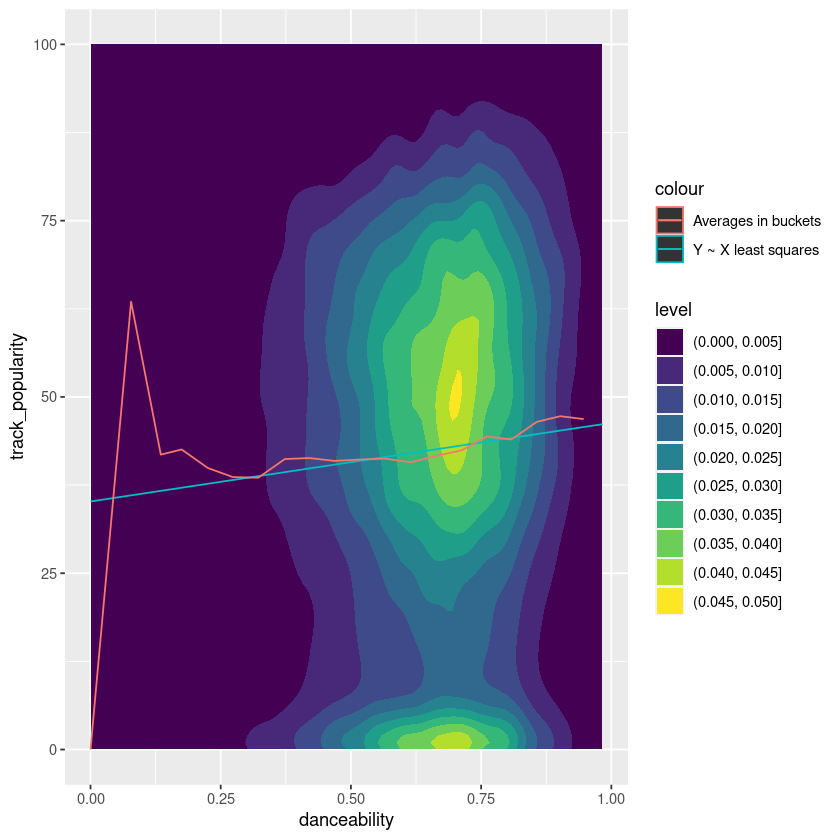 100
75
50
25
0
track_popularity
0.00 0.25 0.50 0.75 1.00
danceability
colour
Averages in buckets
Y ~ X least squares
level
(0.000, 0.005]
(0.005, 0.010]
(0.010, 0.015]
(0.015, 0.020]
(0.020, 0.025]
(0.025, 0.030]
(0.030, 0.035]
(0.035, 0.040]
(0.040, 0.045]
(0.045, 0.050]